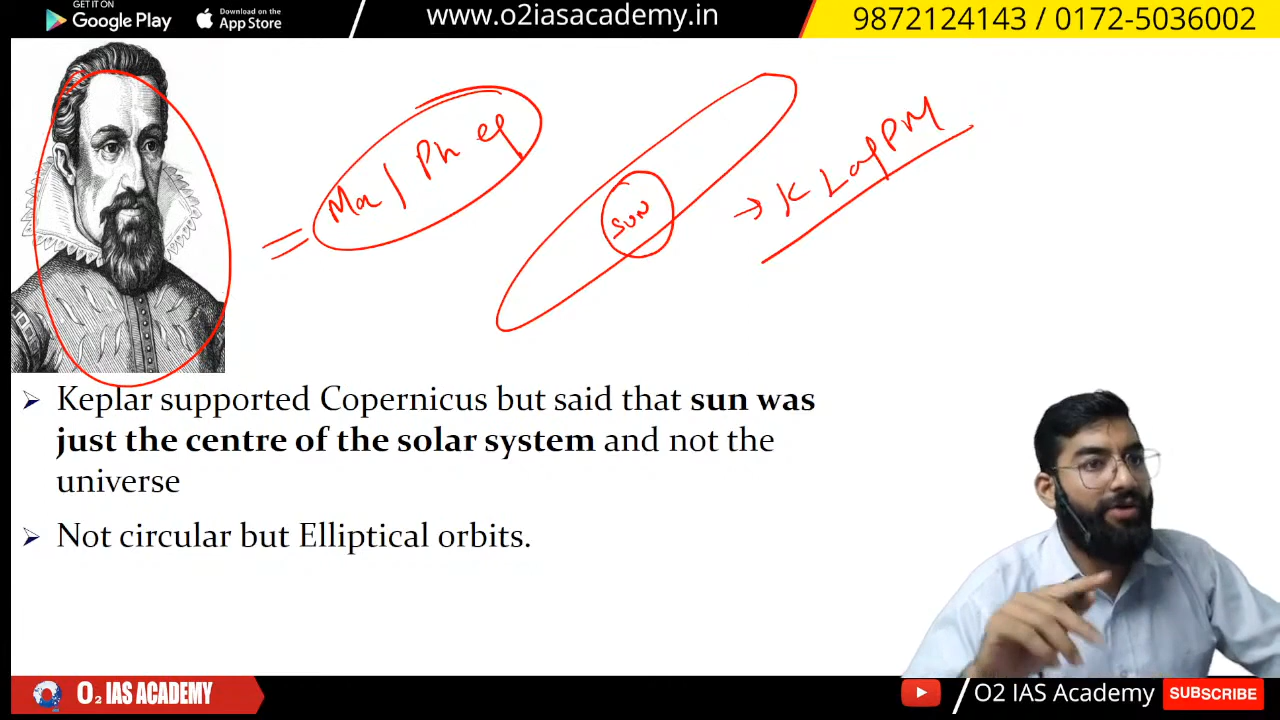 GET IT ON
Google Play
Download on the
App Store
www.o2iasacademy.in
9872124143 / 0172-5036002
Ma / Ph eq
SUN
→ K L of P M
➢ Keplar supported Copernicus but said that sun was
just the centre of the solar system and not the
universe
➢ Not circular but Elliptical orbits.
O2 IAS ACADEMY
O2 IAS Academy
SUBSCRIBE